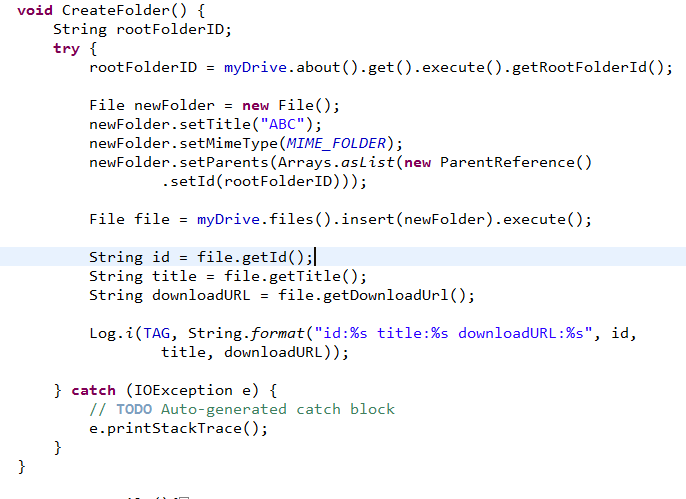 void CreateFolder() {
    String rootFolderID;
    try {
        rootFolderID = myDrive.about().get().execute().getRootFolderId();

        File newFolder = new File();
        newFolder.setTitle("ABC");
        newFolder.setMimeType(MIME_FOLDER);
        newFolder.setParents(Arrays.asList(new ParentReference()
                .setId(rootFolderID)));

        File file = myDrive.files().insert(newFolder).execute();

        String id = file.getId();
        String title = file.getTitle();
        String downloadURL = file.getDownloadUrl();

        Log.i(TAG, String.format("id:%s title:%s downloadURL:%s", id,
                title, downloadURL));

    } catch (IOException e) {
        // TODO Auto-generated catch block
        e.printStackTrace();
    }
}